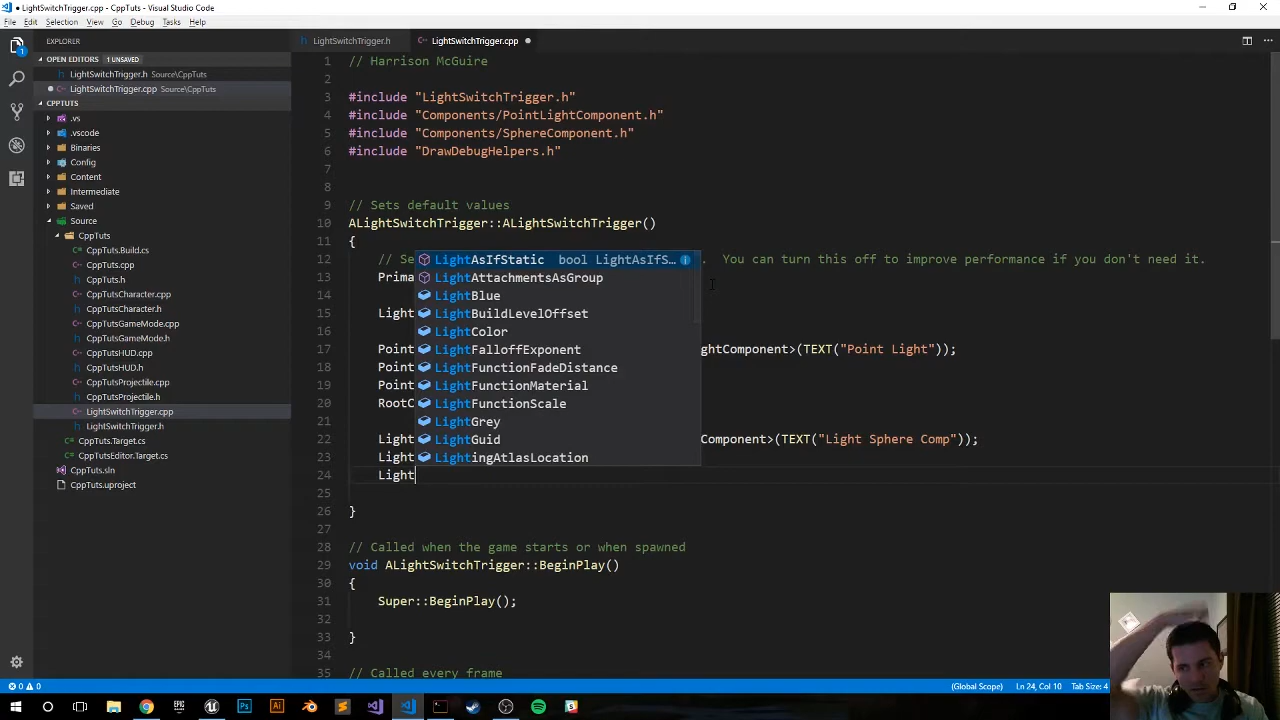 LightSwitchTrigger.cpp - CppTuts - Visual Studio Code
File Edit Selection View Go Debug Tasks Help
EXPLORER
LightSwitchTrigger.h
LightSwitchTrigger.cpp
OPEN EDITORS 1 UNSAVED
LightSwitchTrigger.h Source\CppTuts
LightSwitchTrigger.cpp Source\CppTuts
CPPTUTS
.vs
.vscode
Binaries
Config
Content
Intermediate
Saved
Source
CppTuts
CppTuts.Build.cs
CppTuts.cpp
CppTuts.h
CppTutsCharacter.cpp
CppTutsCharacter.h
CppTutsGameMode.cpp
CppTutsGameMode.h
CppTutsHUD.cpp
CppTutsHUD.h
CppTutsProjectile.cpp
CppTutsProjectile.h
LightSwitchTrigger.cpp
LightSwitchTrigger.h
CppTuts.Target.cs
CppTutsEditor.Target.cs
CppTuts.sln
CppTuts.uproject
1 // Harrison McGuire
2
3 #include "LightSwitchTrigger.h"
4 #include "Components/PointLightComponent.h"
5 #include "Components/SphereComponent.h"
6 #include "DrawDebugHelpers.h"
7
8
9 // Sets default values
10 ALightSwitchTrigger::ALightSwitchTrigger()
11 {
12 // Se . You can turn this off to improve performance if you don't need it.
13 Prima
14
15 Light
16
17 Point ghtComponent>(TEXT("Point Light"));
18 Point
19 Point
20 RootC
21
22 Light Component>(TEXT("Light Sphere Comp"));
23 Light
24 Light
25
26 }
27
28 // Called when the game starts or when spawned
29 void ALightSwitchTrigger::BeginPlay()
30 {
31 Super::BeginPlay();
32
33 }
34
35 // Called every frame
LightAsIfStatic bool LightAsIfS...
LightAttachmentsAsGroup
LightBlue
LightBuildLevelOffset
LightColor
LightFalloffExponent
LightFunctionFadeDistance
LightFunctionMaterial
LightFunctionScale
LightGrey
LightGuid
LightingAtlasLocation
0 0 (Global Scope) Ln 24, Col 10 Tab Size: 4